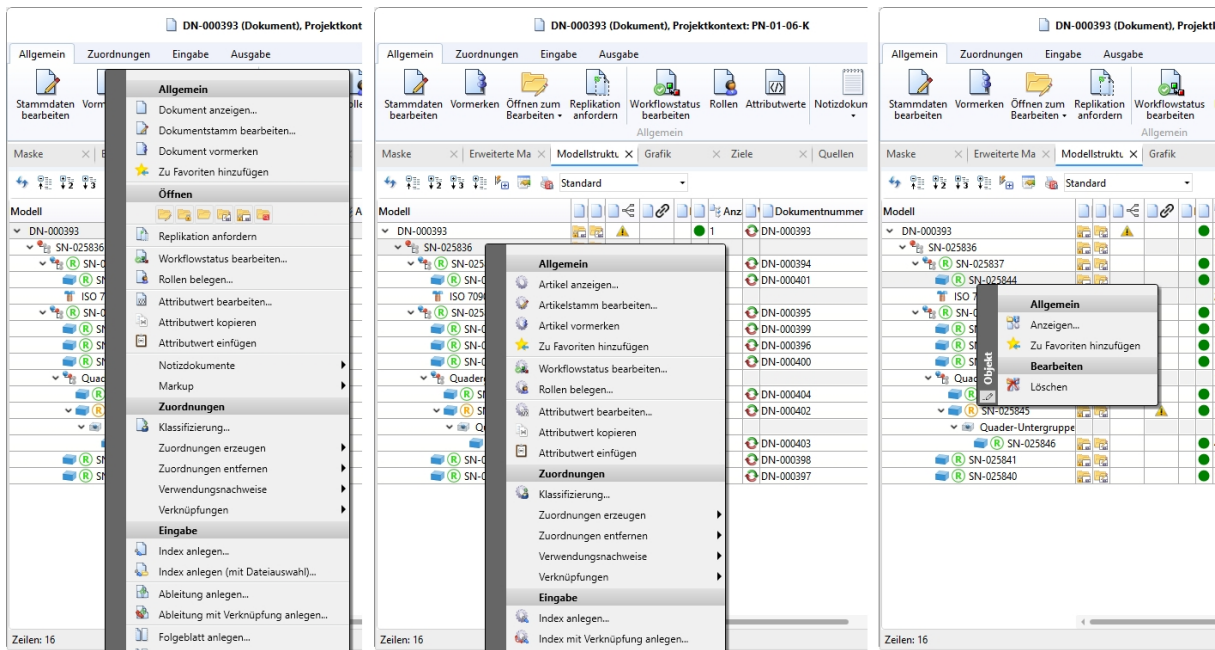 DN-000393 (Dokument), Projektkont
Allgemein Zuordnungen Eingabe Ausgabe
Stammdaten bearbeiten
Maske
Modell
DN-000393
SN-025836
ISO 7090
Quad
Zeilen: 16
Allgemein
Dokument anzeigen...
Dokumentstamm bearbeiten...
Dokument vormerken
Zu Favoriten hinzufügen
Öffnen
Replikation anfordern
Workflowstatus bearbeiten...
Rollen belegen...
Attributwert bearbeiten...
Attributwert kopieren
Attributwert einfügen
Notizdokumente
Markup
Zuordnungen
Klassifizierung...
Zuordnungen erzeugen
Zuordnungen entfernen
Verwendungsnachweise
Verknüpfungen
Eingabe
Index anlegen...
Index anlegen (mit Dateiauswahl)...
Ableitung anlegen...
Ableitung mit Verknüpfung anlegen...
Folgeblatt anlegen...
DN-000393 (Dokument), Projektkontext: PN-01-06-K
Allgemein Zuordnungen Eingabe Ausgabe
Stammdaten bearbeiten Vormerken Öffnen zum Bearbeiten Replikation anfordern Workflowstatus bearbeiten Rollen Attributwerte Notizdokum
Allgemein
Maske Erweiterte Ma Modellstruktu Grafik Ziele Quellen
Standard
Modell Anz Dokumentnummer
DN-000393 1 DN-000393
SN-025836
SN-025 DN-000394
DN-000401
ISO 7090
SN-025 DN-000395
DN-000399
DN-000396
DN-000400
Quader
DN-000404
DN-000402
DN-000403
DN-000398
DN-000397
Zeilen: 16
Allgemein
Artikel anzeigen...
Artikelstamm bearbeiten...
Artikel vormerken
Zu Favoriten hinzufügen
Workflowstatus bearbeiten...
Rollen belegen...
Attributwert bearbeiten...
Attributwert kopieren
Attributwert einfügen
Zuordnungen
Klassifizierung...
Zuordnungen erzeugen
Zuordnungen entfernen
Verwendungsnachweise
Verknüpfungen
Eingabe
Index anlegen...
Index mit Verknüpfung anlegen...
DN-000393 (Dokument), Projekt
Allgemein Zuordnungen Eingabe Ausgabe
Stammdaten bearbeiten Vormerken Öffnen zum Bearbeiten Replikation anfordern Workflowstatus bearbeiten
Allgemein
Maske Erweiterte Ma Modellstruktu Grafik
Standard
Modell
DN-000393
SN-025836
SN-025837
SN-025844
ISO 7
Quad
SN-025845
Quader-Untergruppe
SN-025846
SN-025841
SN-025840
Zeilen: 16
Objekt
Allgemein
Anzeigen...
Zu Favoriten hinzufügen
Bearbeiten
Löschen